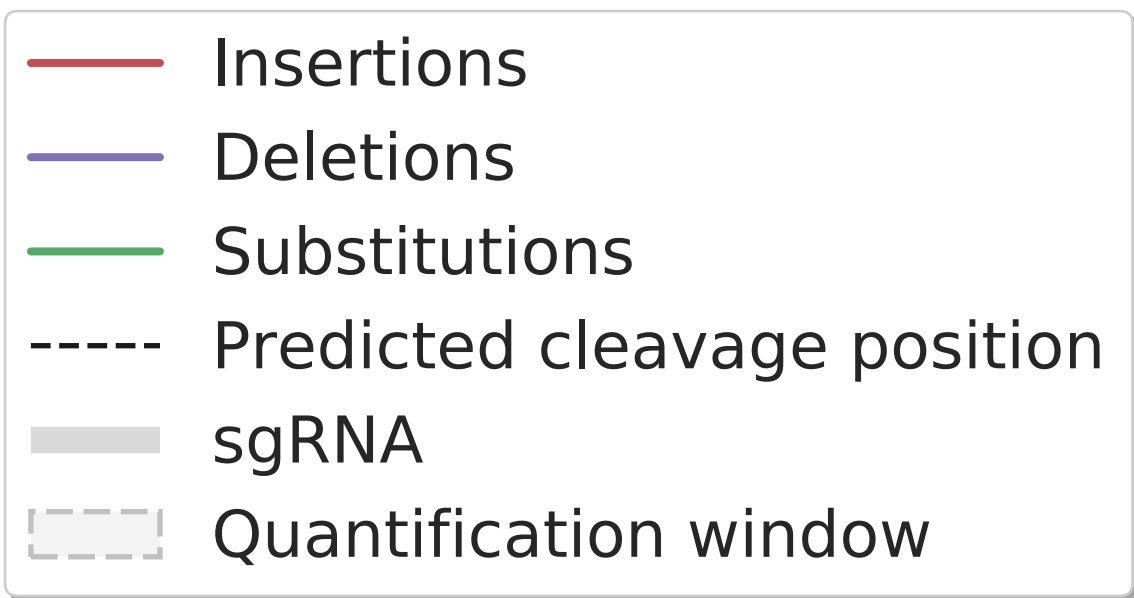 Insertions
Deletions
Substitutions
Predicted cleavage position
sgRNA
Quantification window